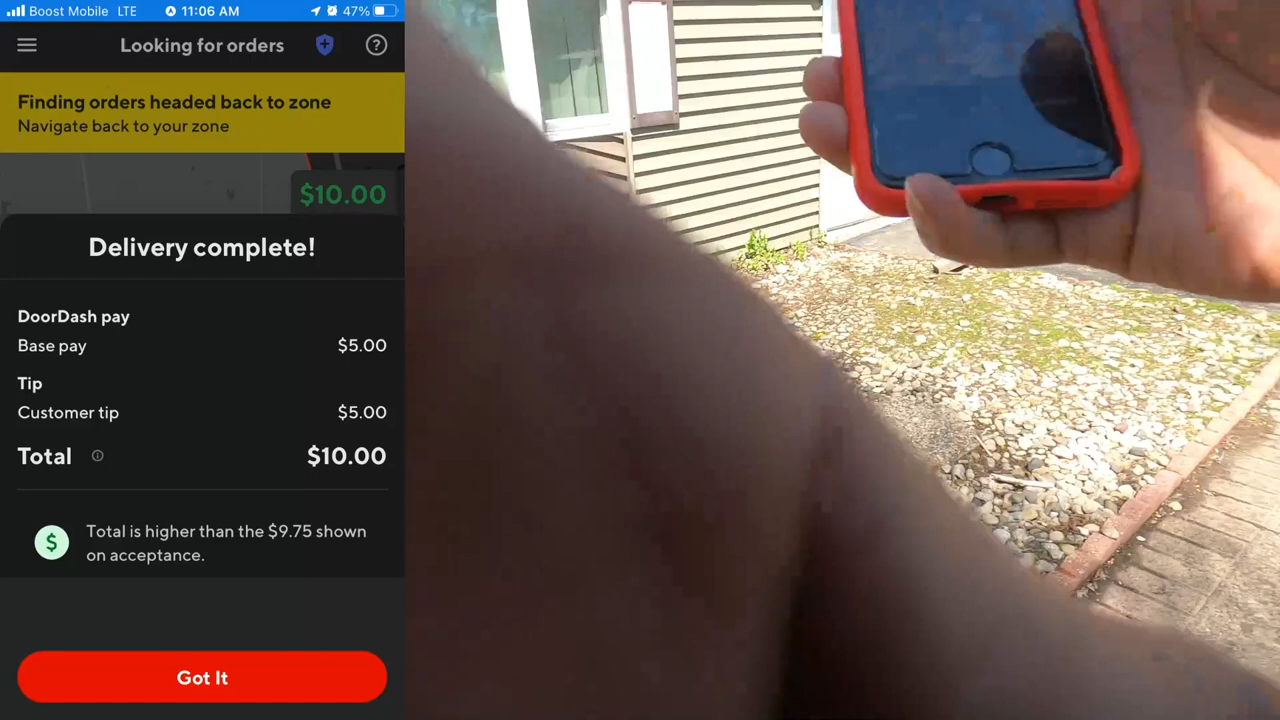 Boost Mobile LTE 11:06 AM 47%
Looking for orders
Finding orders headed back to zone
Navigate back to your zone
$10.00
Delivery complete!
DoorDash pay
Base pay $5.00
Tip
Customer tip $5.00
Total $10.00
$ Total is higher than the $9.75 shown
on acceptance.
Got It